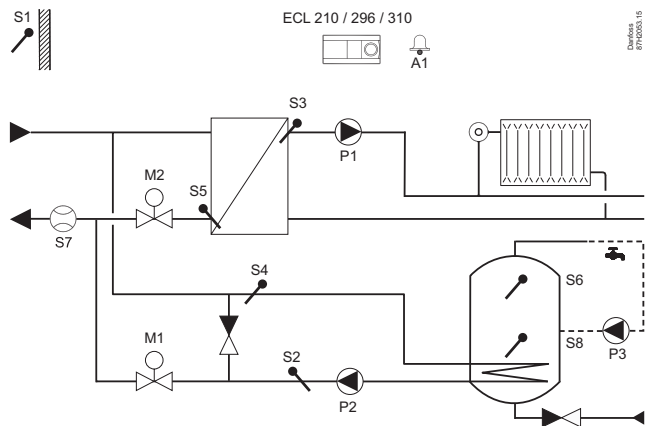 S1
ECL 210 / 296 / 310
A1
Danfoss
87H2053.15
S3
P1
M2
S5
S7
S4
S6
M1
S2
S8
P3
P2